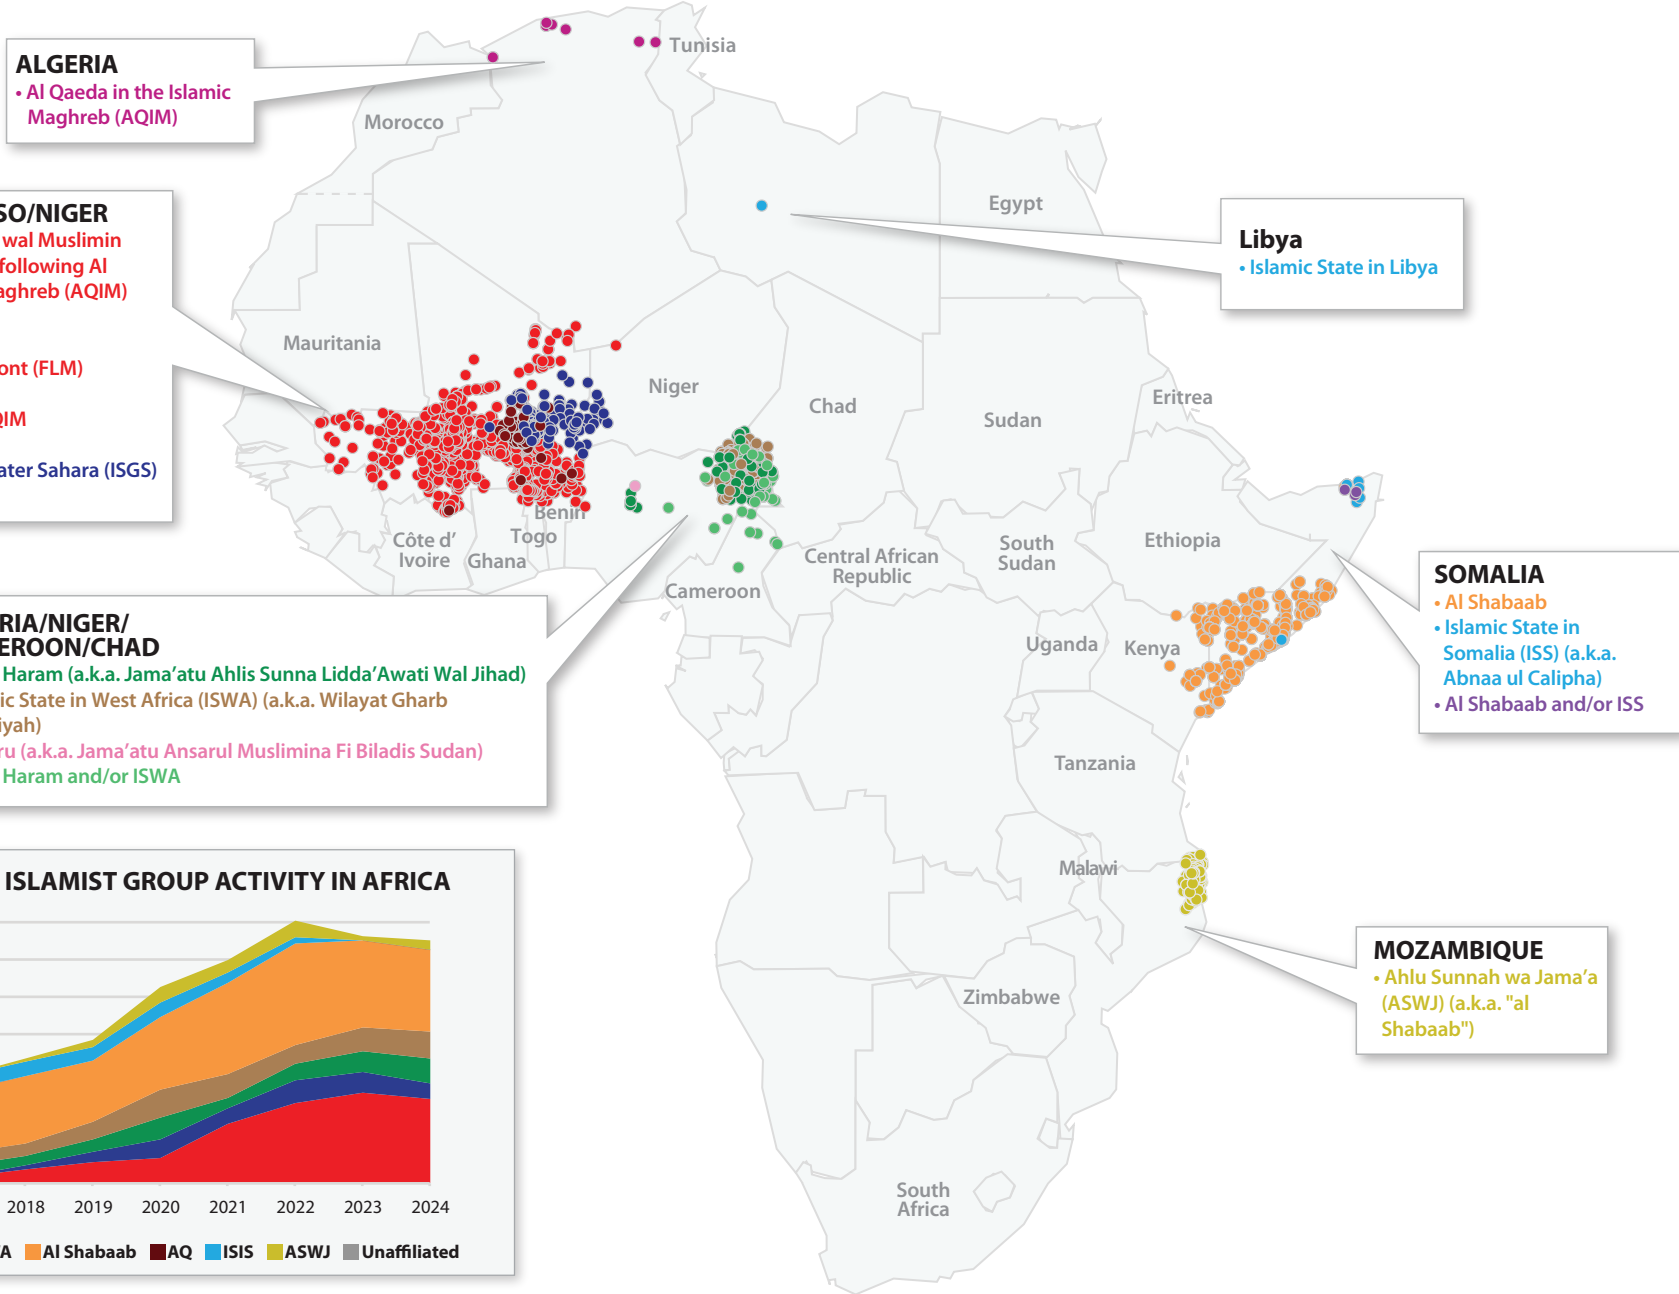 ALGERIA
• Al Qaeda in the Islamic
Maghreb (AQIM)
Tunisia
Morocco
Egypt
Libya
• Islamic State in Libya
SO/NIGER
wal Muslimin
following Al
aghreb (AQIM)
ont (FLM)
QIM
ater Sahara (ISGS)
Mauritania
Niger
Chad
Sudan
Eritrea
Benin
Togo
Côte d'
Ivoire
Ghana
Cameroon
Central African
Republic
South
Sudan
Ethiopia
Uganda
Kenya
SOMALIA
• Al Shabaab
• Islamic State in
Somalia (ISS) (a.k.a.
Abnaa ul Calipha)
• Al Shabaab and/or ISS
RIA/NIGER/
EROON/CHAD
Haram (a.k.a. Jama'atu Ahlis Sunna Lidda'Awati Wal Jihad)
ic State in West Africa (ISWA) (a.k.a. Wilayat Gharb
iyah)
ru (a.k.a. Jama'atu Ansarul Muslimina Fi Biladis Sudan)
Haram and/or ISWA
Tanzania
Malawi
MOZAMBIQUE
• Ahlu Sunnah wa Jama'a
(ASWJ) (a.k.a. "al
Shabaab")
Zimbabwe
South
Africa
ISLAMIST GROUP ACTIVITY IN AFRICA
2018 2019 2020 2021 2022 2023 2024
A Al Shabaab AQ ISIS ASWJ Unaffiliated